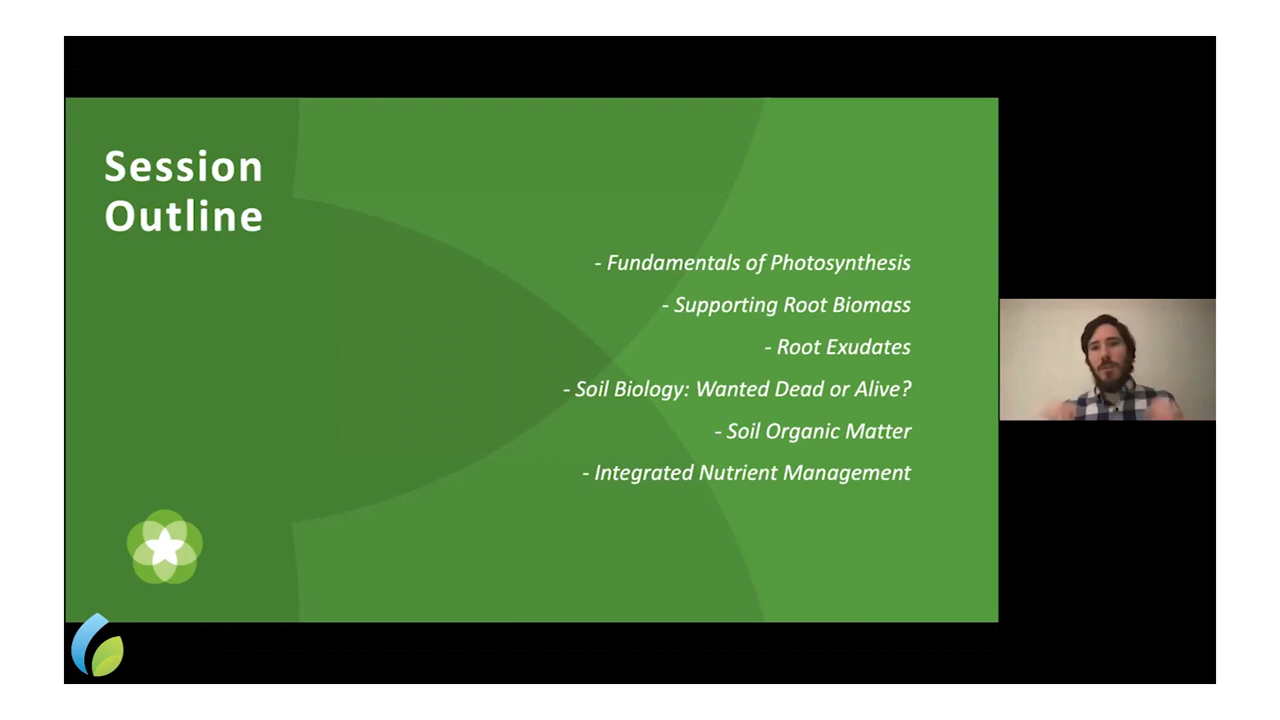 Session
Outline
- Fundamentals of Photosynthesis
- Supporting Root Biomass
- Root Exudates
- Soil Biology: Wanted Dead or Alive?
- Soil Organic Matter
- Integrated Nutrient Management